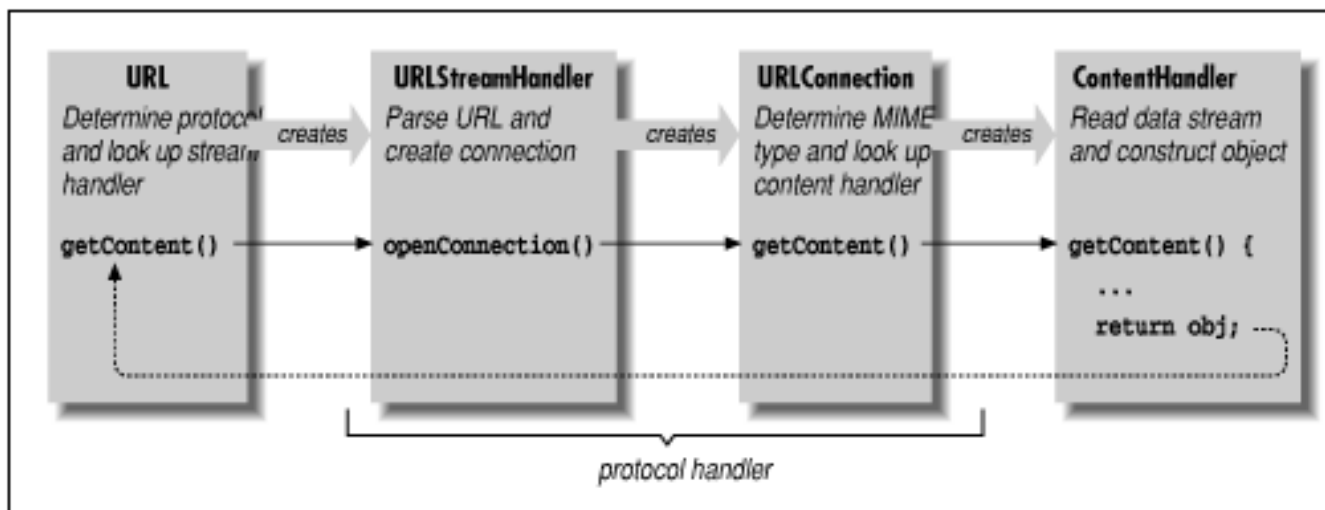 URL
Determine protocol
and look up stream
handler
getContent()
creates
URLStreamHandler
Parse URL and
create connection
openConnection()
creates
URLConnection
Determine MIME
type and look up
content handler
getContent()
creates
ContentHandler
Read data stream
and construct object
getContent() {
...
return obj;
protocol handler